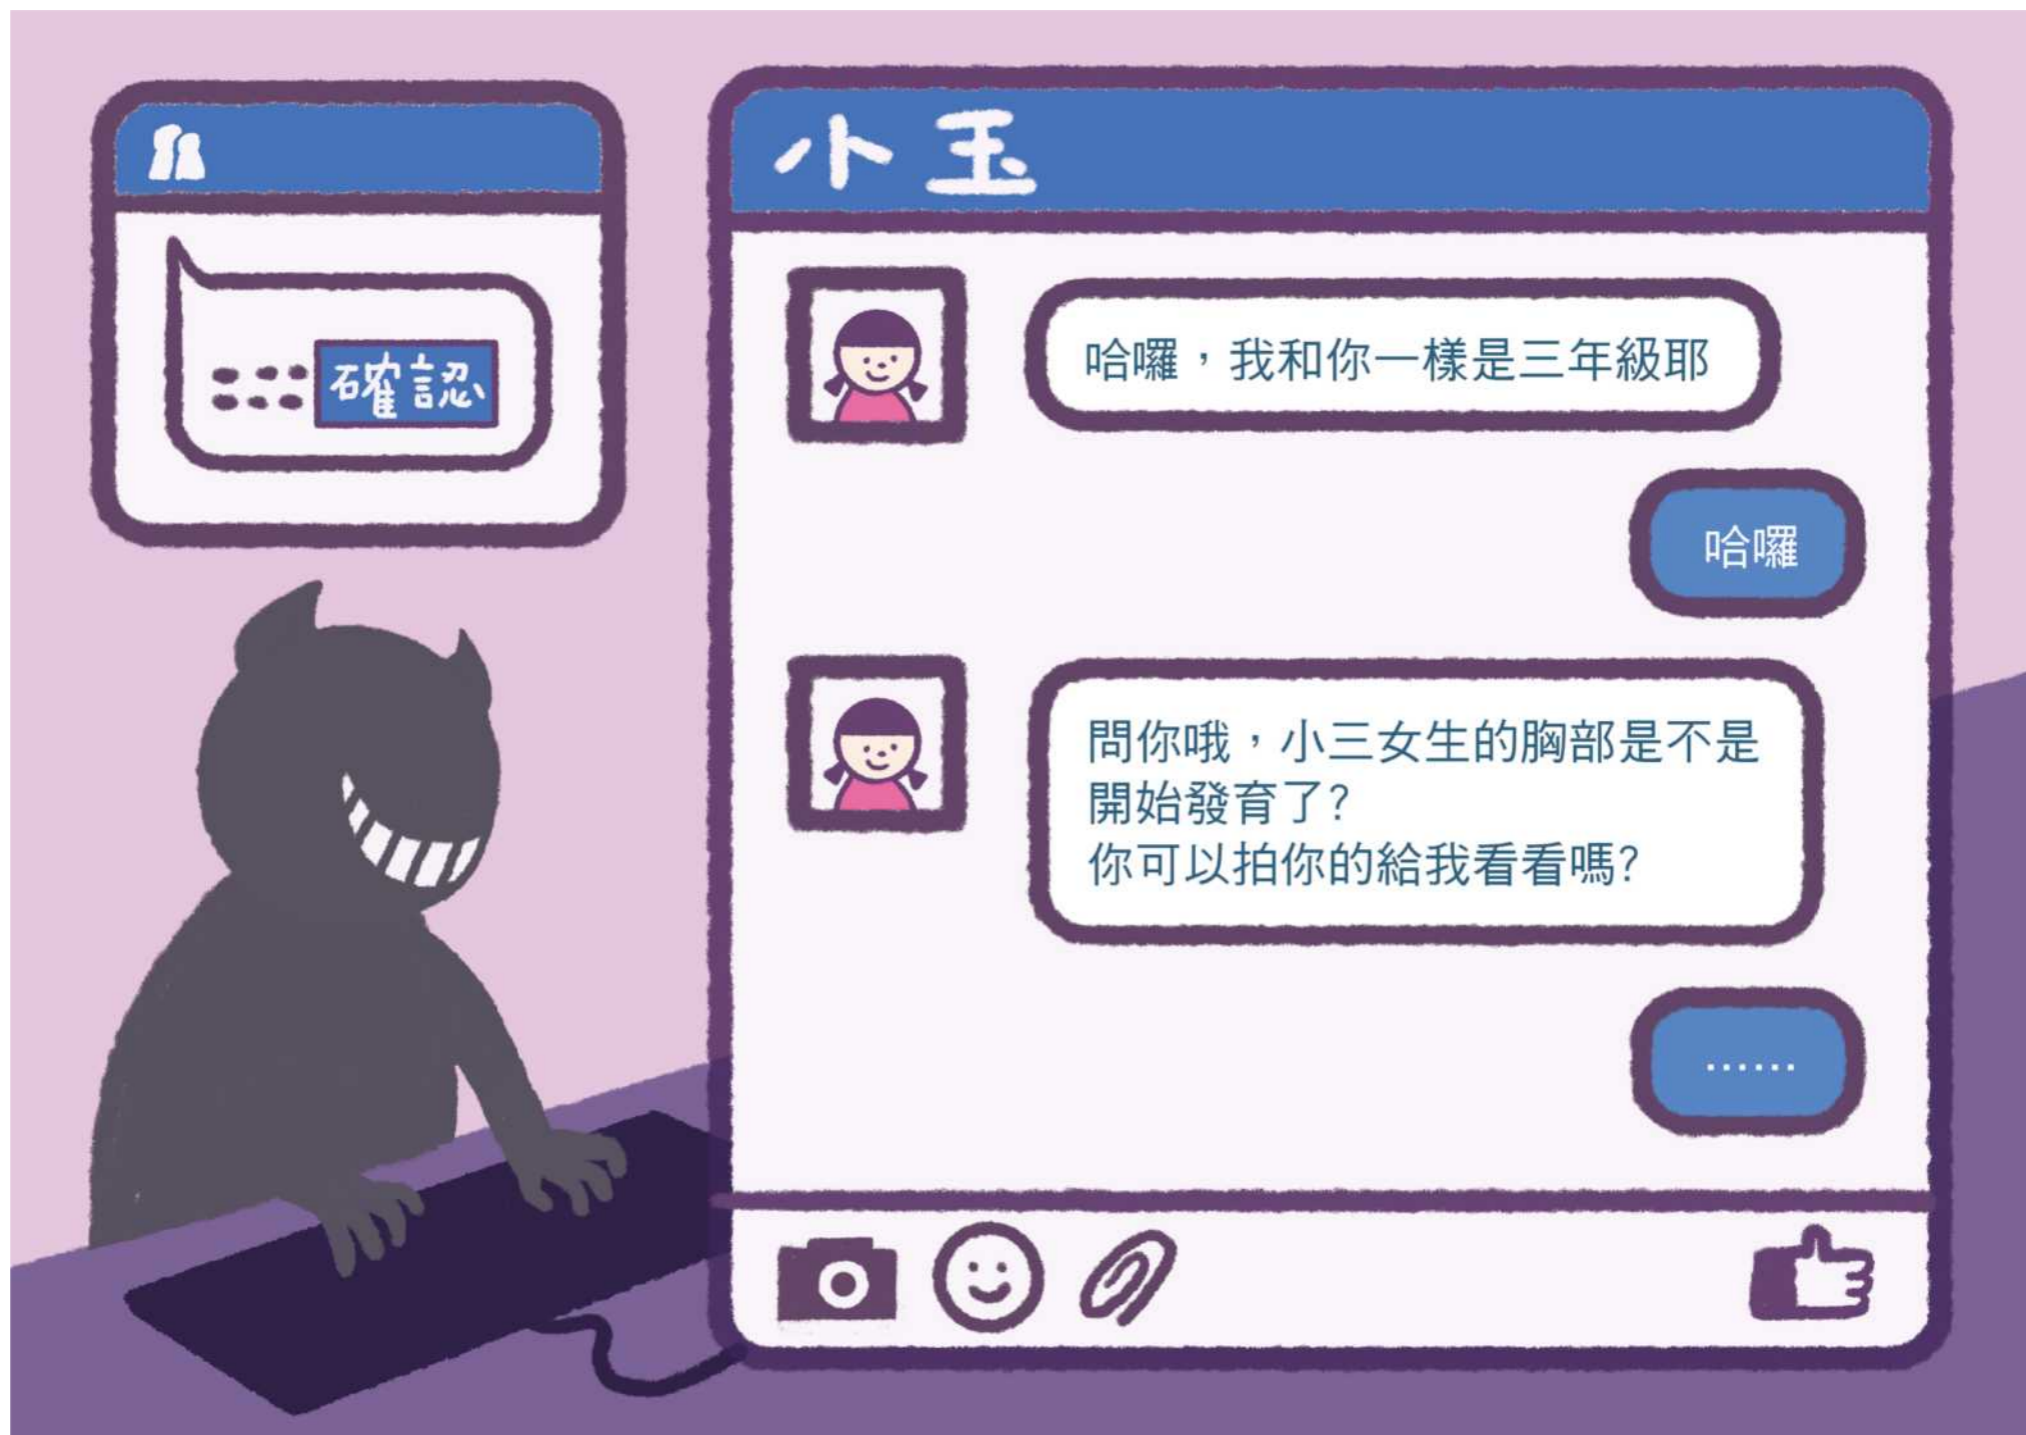 確認
小玉
哈囉，我和你一樣是三年級耶
哈囉
問你哦，小三女生的胸部是不是
開始發育了?
你可以拍你的給我看看嗎?
……